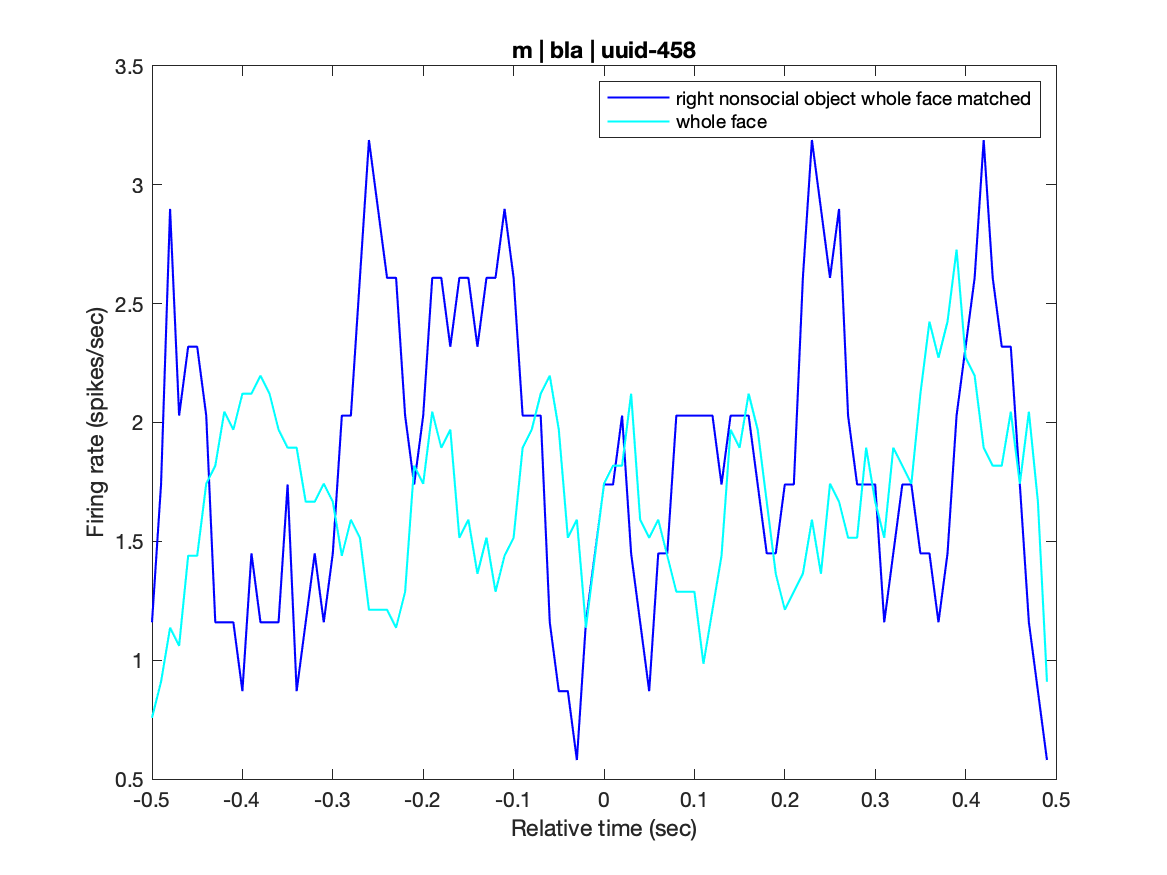 m | bla | uuid-458
right nonsocial object whole face matched
whole face
Firing rate (spikes/sec)
3.5
3
2.5
2
1.5
1
0.5
-0.5 -0.4 -0.3 -0.2 -0.1 0 0.1 0.2 0.3 0.4 0.5
Relative time (sec)